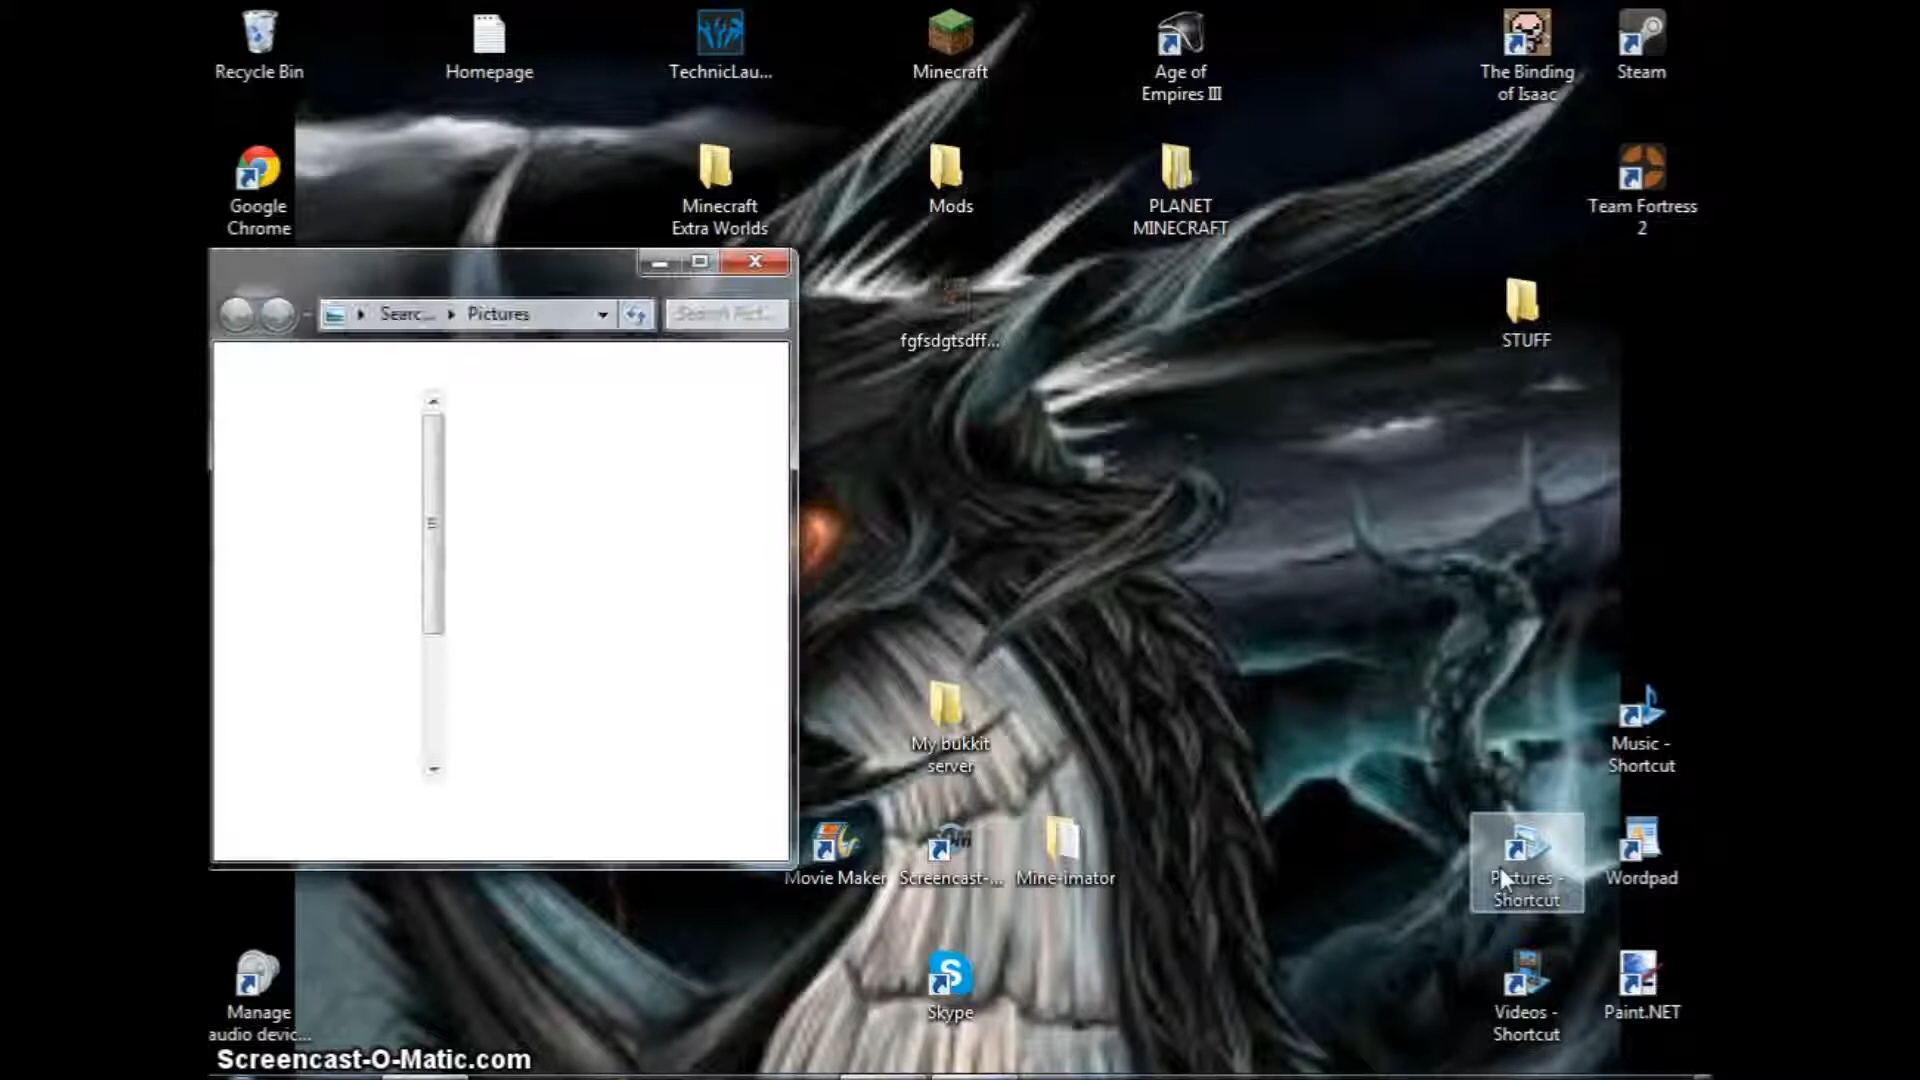 Recycle Bin
Homepage
TechnicLau...
Minecraft
Age of
Empires III
The Binding
of Isaac
Steam
Google
Chrome
Minecraft
Extra Worlds
Mods
PLANET
MINECRAFT
Team Fortress
2
Searc...
Pictures
Search Pict...
fgfsdgtsdff...
STUFF
My bukkit
server
Music -
Shortcut
Movie Maker
Screencast-...
Mine-imator
Pictures -
Shortcut
Wordpad
Manage
audio devic...
Skype
Videos -
Shortcut
Paint.NET
Screencast-O-Matic.com